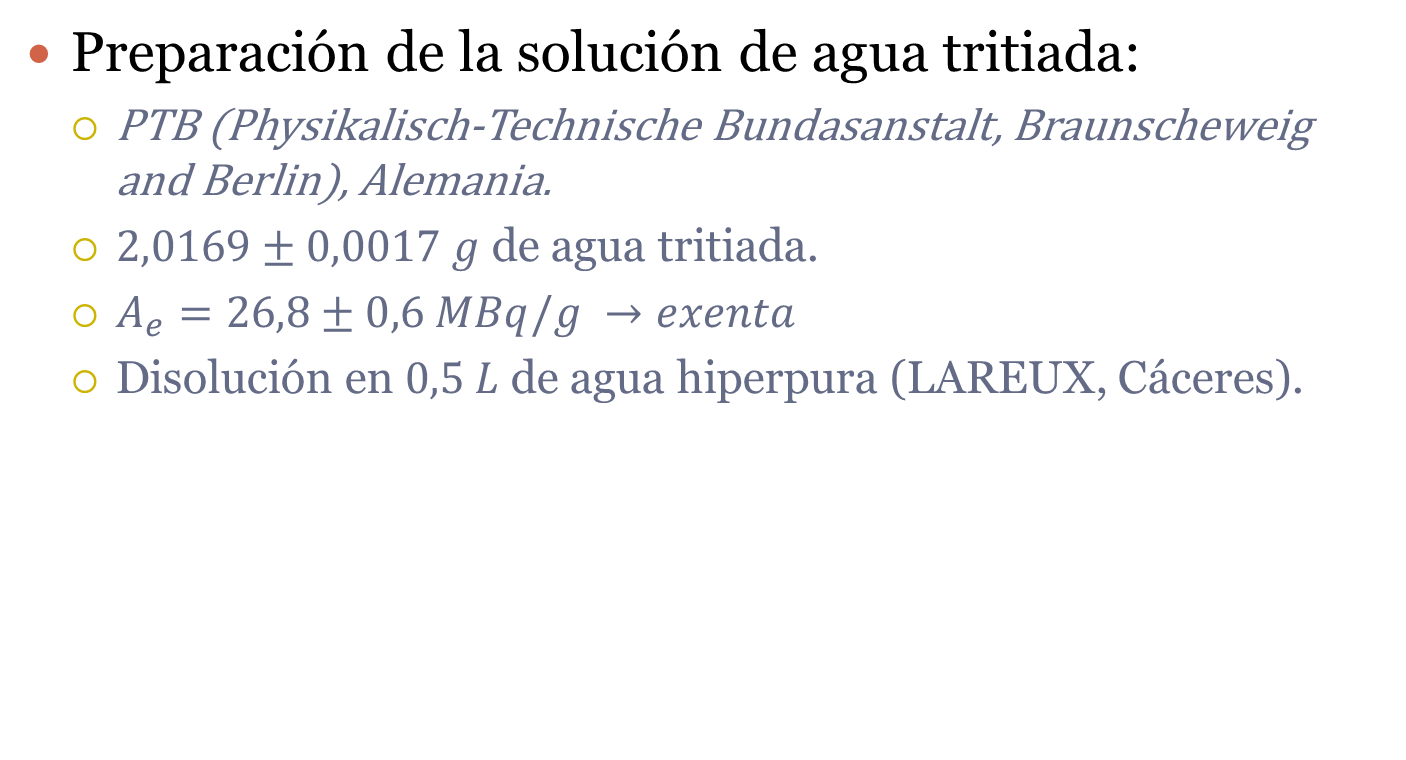 • Preparación de la solución de agua tritiada:
○ PTB (Physikalisch-Technische Bundasanstalt, Braunscheweig
and Berlin), Alemania.
○ 2,0169 ± 0,0017 g de agua tritiada.
○ Aₑ = 26,8 ± 0,6 MBq/g → exenta
○ Disolución en 0,5 L de agua hiperpura (LAREUX, Cáceres).